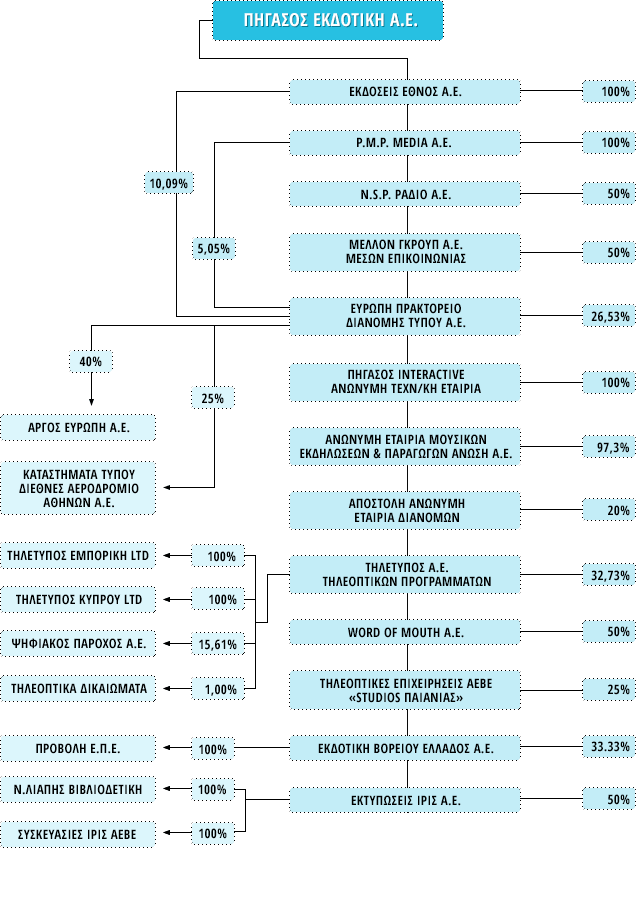 ΠΗΓΑΣΟΣ ΕΚΔΟΤΙΚΗ Α.Ε.
ΕΚΔΟΣΕΙΣ ΕΘΝΟΣ Α.Ε.
100%
P.M.P. MEDIA Α.Ε.
100%
10,09%
N.S.P. ΡΑΔΙΟ Α.Ε.
50%
5,05%
ΜΕΛΛΟΝ ΓΚΡΟΥΠ Α.Ε.
ΜΕΣΩΝ ΕΠΙΚΟΙΝΩΝΙΑΣ
50%
ΕΥΡΩΠΗ ΠΡΑΚΤΟΡΕΙΟ
ΔΙΑΝΟΜΗΣ ΤΥΠΟΥ Α.Ε.
26,53%
40%
ΠΗΓΑΣΟΣ INTERACTIVE
ΑΝΩΝΥΜΗ ΤΕΧΝ/ΚΗ ΕΤΑΙΡΙΑ
100%
25%
ΑΡΓΟΣ ΕΥΡΩΠΗ Α.Ε.
ΑΝΩΝΥΜΗ ΕΤΑΙΡΙΑ ΜΟΥΣΙΚΩΝ
ΕΚΔΗΛΩΣΕΩΝ & ΠΑΡΑΓΩΓΩΝ ΑΝΩΣΗ Α.Ε.
97,3%
ΚΑΤΑΣΤΗΜΑΤΑ ΤΥΠΟΥ
ΔΙΕΘΝΕΣ ΑΕΡΟΔΡΟΜΙΟ
ΑΘΗΝΩΝ Α.Ε.
ΑΠΟΣΤΟΛΗ ΑΝΩΝΥΜΗ
ΕΤΑΙΡΙΑ ΔΙΑΝΟΜΩΝ
20%
ΤΗΛΕΤΥΠΟΣ ΕΜΠΟΡΙΚΗ LTD
100%
ΤΗΛΕΤΥΠΟΣ Α.Ε.
ΤΗΛΕΟΠΤΙΚΩΝ ΠΡΟΓΡΑΜΜΑΤΩΝ
32,73%
ΤΗΛΕΤΥΠΟΣ ΚΥΠΡΟΥ LTD
100%
WORD OF MOUTH Α.Ε.
50%
ΨΗΦΙΑΚΟΣ ΠΑΡΟΧΟΣ Α.Ε.
15,61%
ΤΗΛΕΟΠΤΙΚΑ ΔΙΚΑΙΩΜΑΤΑ
1,00%
ΤΗΛΕΟΠΤΙΚΕΣ ΕΠΙΧΕΙΡΗΣΕΙΣ ΑΕΒΕ
«STUDIOS ΠΑΙΑΝΙΑΣ»
25%
ΠΡΟΒΟΛΗ Ε.Π.Ε.
100%
ΕΚΔΟΤΙΚΗ ΒΟΡΕΙΟΥ ΕΛΛΑΔΟΣ Α.Ε.
33.33%
Ν.ΛΙΑΠΗΣ ΒΙΒΛΙΟΔΕΤΙΚΗ
100%
ΕΚΤΥΠΩΣΕΙΣ ΙΡΙΣ Α.Ε.
50%
ΣΥΣΚΕΥΑΣΙΕΣ ΙΡΙΣ ΑΕΒΕ
100%